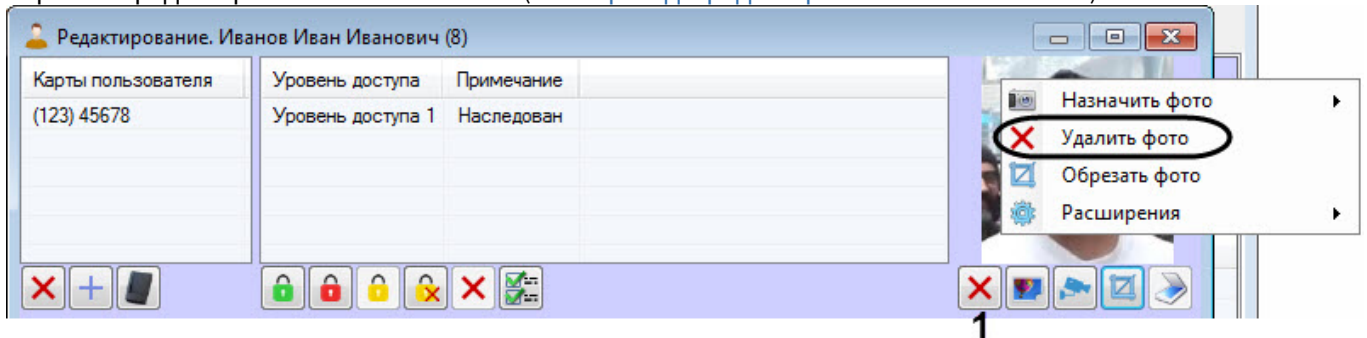 Редактирование. Иванов Иван Иванович (8)
Карты пользователя Уровень доступа Примечание
(123) 45678 Уровень доступа 1 Наследован
Назначить фото
Удалить фото
Обрезать фото
Расширения
1